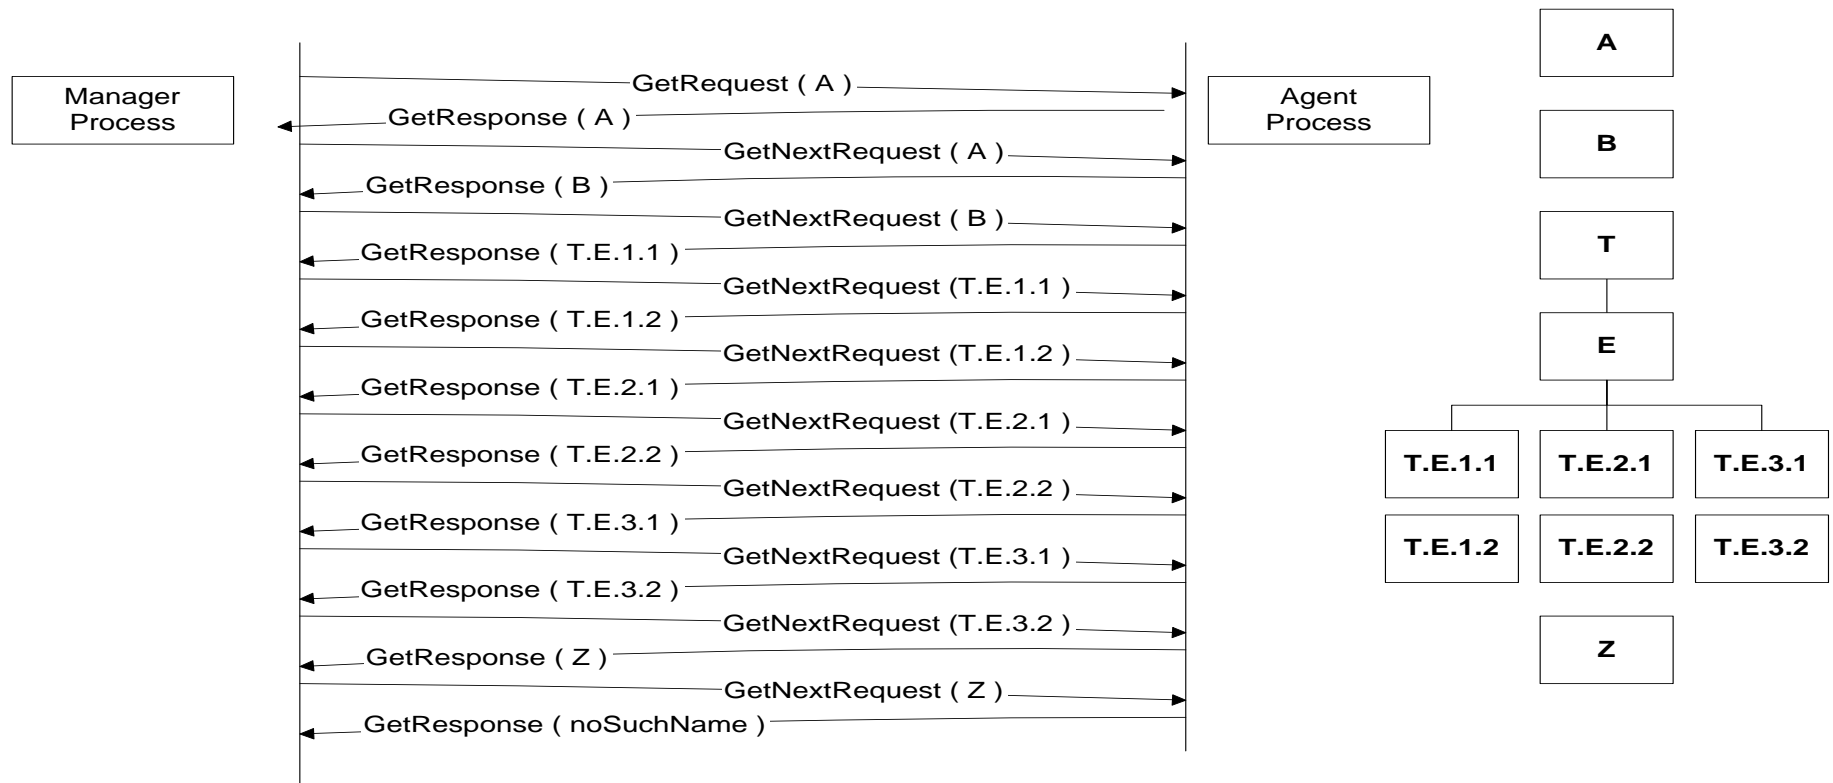 Manager
Process
GetRequest ( A )
GetResponse ( A )
GetNextRequest ( A )
GetResponse ( B )
GetNextRequest ( B )
GetResponse ( T.E.1.1 )
GetNextRequest (T.E.1.1 )
GetResponse ( T.E.1.2 )
GetNextRequest (T.E.1.2 )
GetResponse ( T.E.2.1 )
GetNextRequest (T.E.2.1 )
GetResponse ( T.E.2.2 )
GetNextRequest (T.E.2.2 )
GetResponse ( T.E.3.1 )
GetNextRequest (T.E.3.1 )
GetResponse ( T.E.3.2 )
GetNextRequest (T.E.3.2 )
GetResponse ( Z )
GetNextRequest ( Z )
GetResponse ( noSuchName )
Agent
Process
A
B
T
E
T.E.1.1
T.E.2.1
T.E.3.1
T.E.1.2
T.E.2.2
T.E.3.2
Z